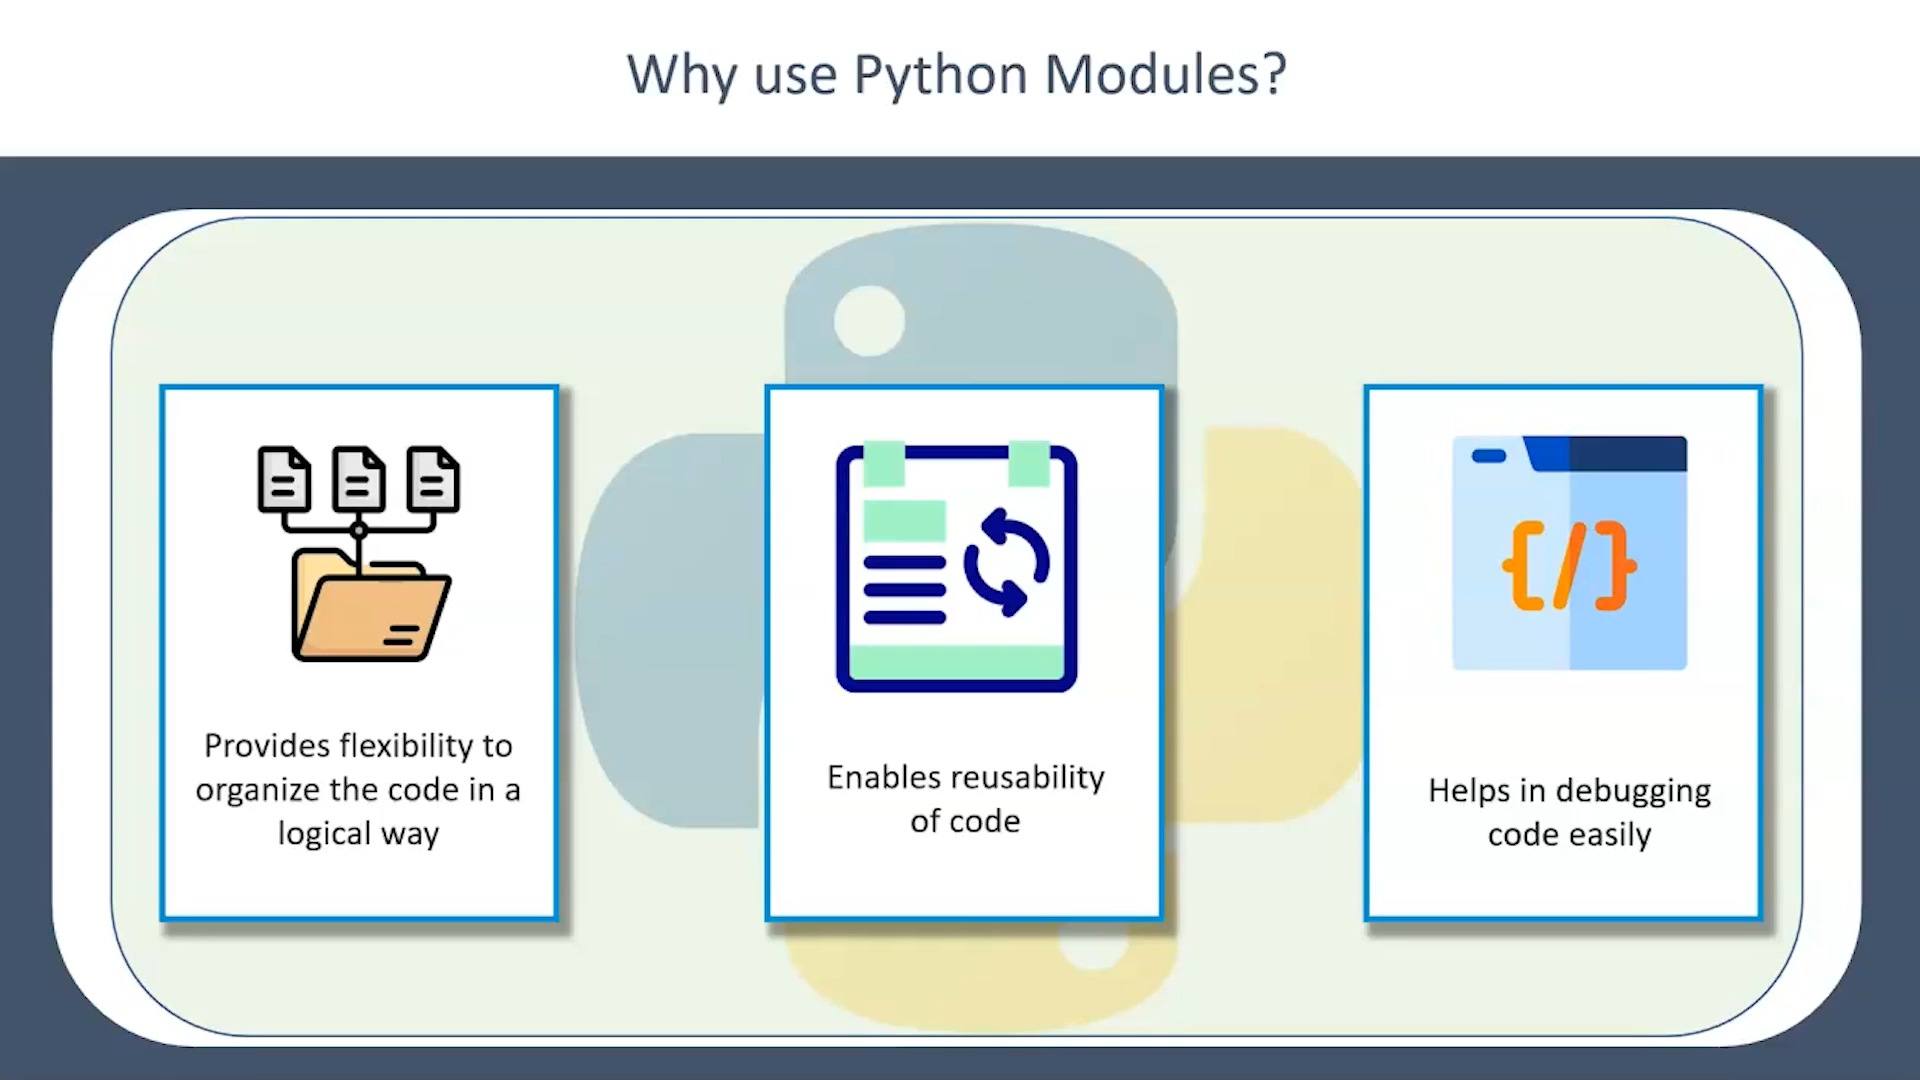 Why use Python Modules?
Provides flexibility to
organize the code in a
logical way
Enables reusability
of code
{/}
Helps in debugging
code easily